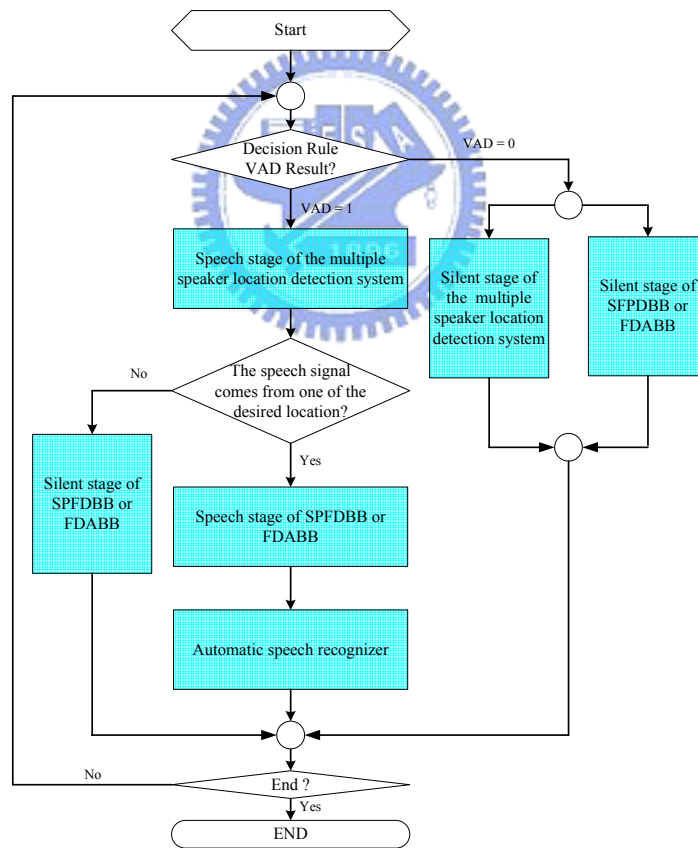 Start
Decision Rule
VAD Result?
VAD = 0
VAD = 1
Speech stage of the multiple
speaker location detection system
Silent stage of
the multiple
speaker location
detection system
Silent stage of
SFPDBB or
FDABB
No
The speech signal
comes from one of the
desired location?
Yes
Silent stage of
SPFDBB or
FDABB
Speech stage of SPFDBB or
FDABB
Automatic speech recognizer
No
End ?
Yes
END